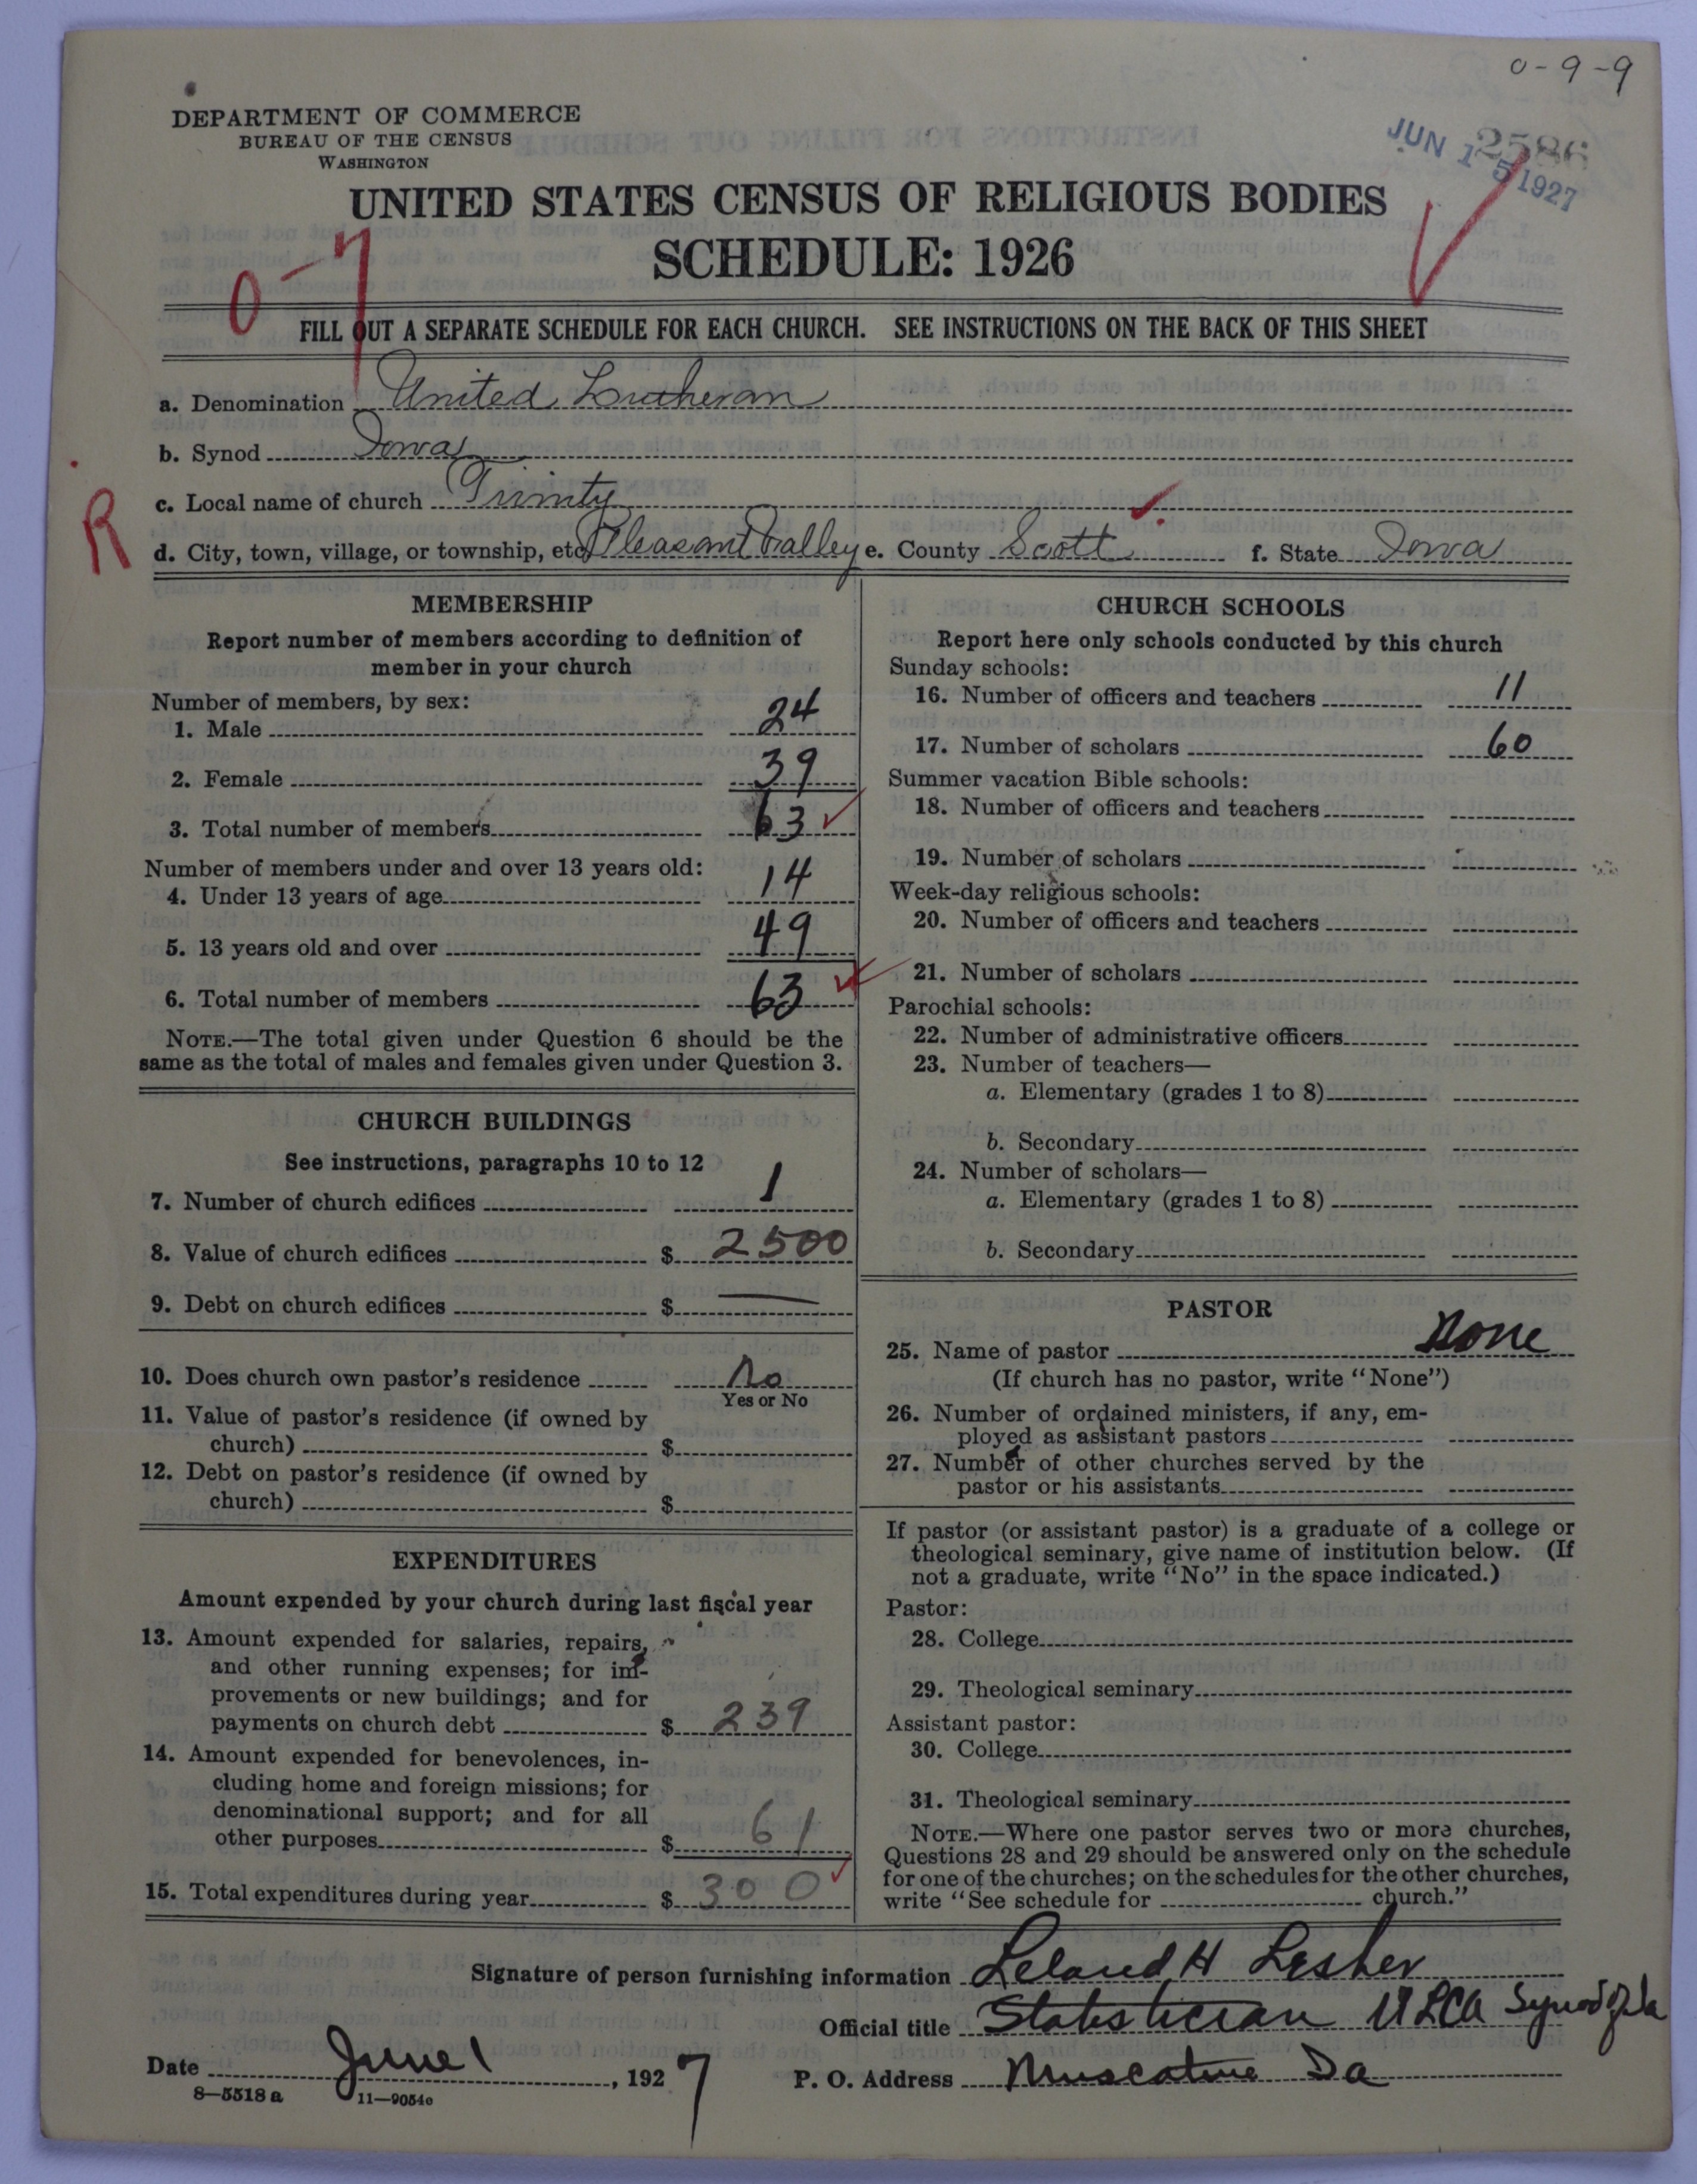 0-9-9
DEPARTMENT OF COMMERCE
BUREAU OF THE CENSUS
WASHINGTON
2586
JUN 15 1927
UNITED STATES CENSUS OF RELIGIOUS BODIES
SCHEDULE: 1926
0-7
FILL OUT A SEPARATE SCHEDULE FOR EACH CHURCH. SEE INSTRUCTIONS ON THE BACK OF THIS SHEET
a. Denomination United Lutheran
b. Synod Iowa
c. Local name of church Trinity
R
d. City, town, village, or township, etc. Pleasant Valley e. County Scott f. State Iowa
MEMBERSHIP
Report number of members according to definition of
member in your church
Number of members, by sex:
1. Male 24
2. Female 39
3. Total number of members 63
Number of members under and over 13 years old:
4. Under 13 years of age 14
5. 13 years old and over 49
6. Total number of members 63
NOTE.—The total given under Question 6 should be the
same as the total of males and females given under Question 3.
CHURCH BUILDINGS
See instructions, paragraphs 10 to 12
7. Number of church edifices 1
8. Value of church edifices $ 2500
9. Debt on church edifices $ —
10. Does church own pastor's residence No
Yes or No
11. Value of pastor's residence (if owned by
church) $
12. Debt on pastor's residence (if owned by
church) $
EXPENDITURES
Amount expended by your church during last fiscal year
13. Amount expended for salaries, repairs,
and other running expenses; for im-
provements or new buildings; and for
payments on church debt $ 239
14. Amount expended for benevolences, in-
cluding home and foreign missions; for
denominational support; and for all
other purposes $ 61
15. Total expenditures during year $ 300
CHURCH SCHOOLS
Report here only schools conducted by this church
Sunday schools:
16. Number of officers and teachers 11
17. Number of scholars 60
Summer vacation Bible schools:
18. Number of officers and teachers
19. Number of scholars
Week-day religious schools:
20. Number of officers and teachers
21. Number of scholars
Parochial schools:
22. Number of administrative officers
23. Number of teachers—
a. Elementary (grades 1 to 8)
b. Secondary
24. Number of scholars—
a. Elementary (grades 1 to 8)
b. Secondary
PASTOR
25. Name of pastor None
(If church has no pastor, write "None")
26. Number of ordained ministers, if any, em-
ployed as assistant pastors
27. Number of other churches served by the
pastor or his assistants
If pastor (or assistant pastor) is a graduate of a college or
theological seminary, give name of institution below. (If
not a graduate, write "No" in the space indicated.)
Pastor:
28. College
29. Theological seminary
Assistant pastor:
30. College
31. Theological seminary
NOTE.—Where one pastor serves two or more churches,
Questions 28 and 29 should be answered only on the schedule
for one of the churches; on the schedules for the other churches,
write "See schedule for church."
Signature of person furnishing information Leland H Lesher
Official title Statistician ULCA Synod of Ia
Date June 1, 1927 P. O. Address Muscatine Ia
8—5518 a 11—9054c